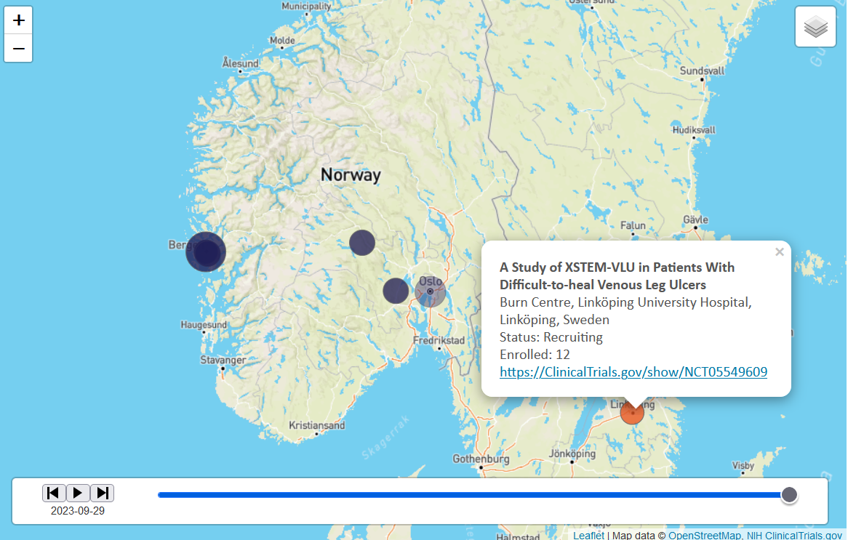 +
−
Municipality
Östersund
Molde
Ålesund
Sundsvall
Hudiksvall
Norway
Falun
Gävle
Oslo
Fredrikstad
Haugesund
Stavanger
Kristiansand
Skagerrak
×
A Study of XSTEM-VLU in Patients With
Difficult-to-heal Venous Leg Ulcers
Burn Centre, Linköping University Hospital,
Linköping, Sweden
Status: Recruiting
Enrolled: 12
https://ClinicalTrials.gov/show/NCT05549609
Gothenburg
Jönköping
Visby
2023-09-29
Halmstad
Leaflet | Map data © OpenStreetMap, NIH ClinicalTrials.gov